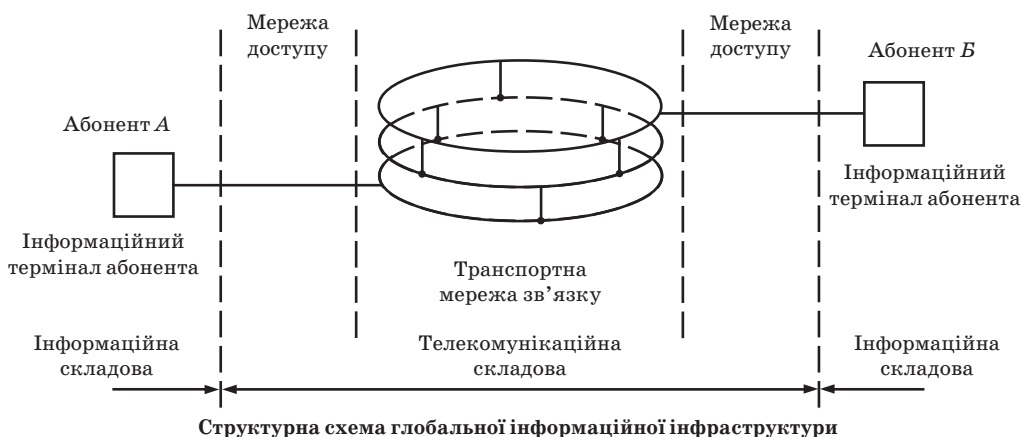 Мережа
доступу
Мережа
доступу
Абонент Б
Абонент А
Інформаційний
термінал абонента
Інформаційний
термінал абонента
Транспортна
мережа зв’язку
Інформаційна
складова
Телекомунікаційна
складова
Інформаційна
складова
Структурна схема глобальної інформаційної інфраструктури